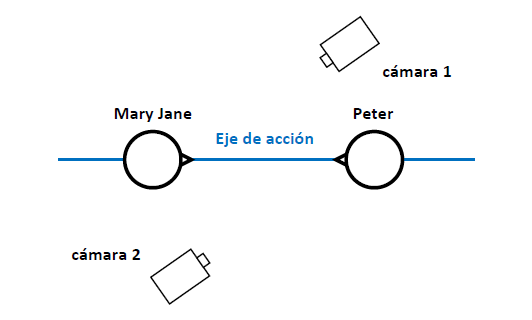 cámara 1
Mary Jane
Peter
Eje de acción
cámara 2